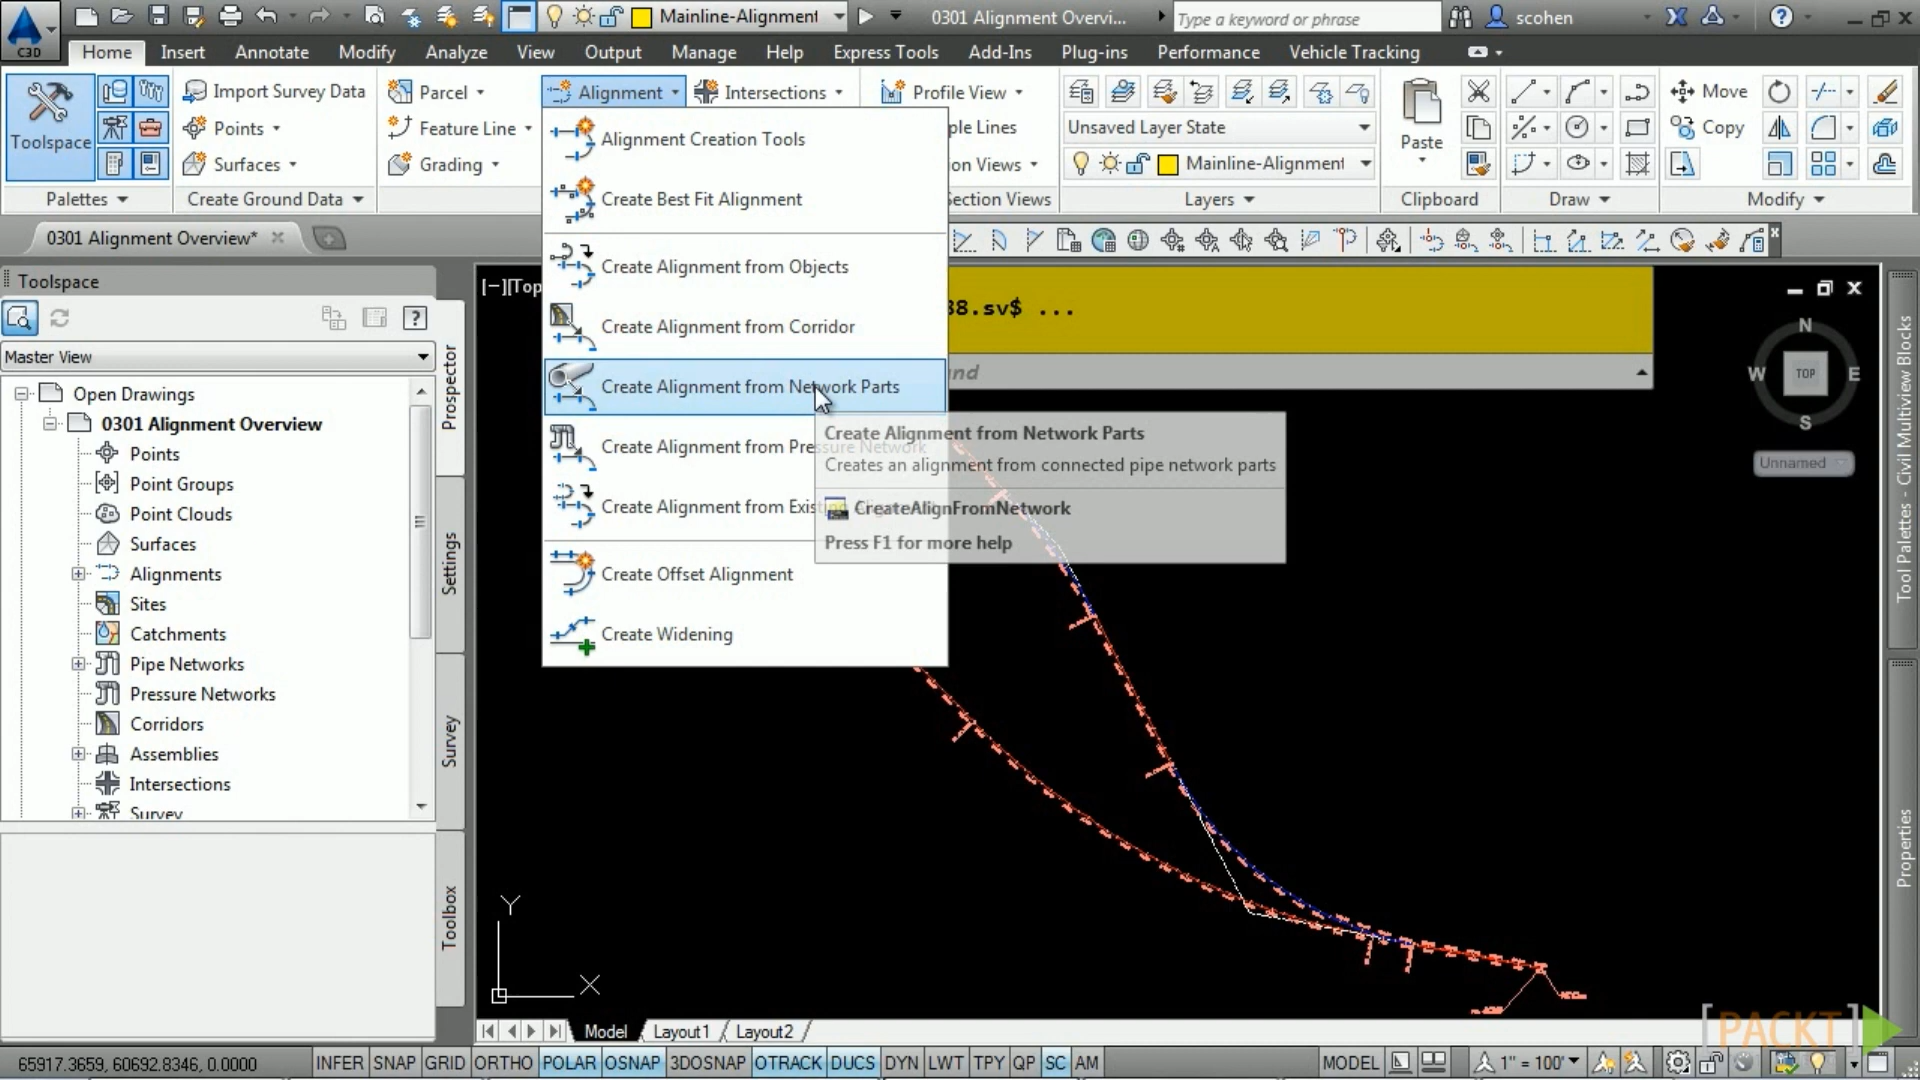 Mainline-Alignment
0301 Alignment Overvi...
Type a keyword or phrase
scohen
C3D
Home
Insert
Annotate
Modify
Analyze
View
Output
Manage
Help
Express Tools
Add-Ins
Plug-ins
Performance
Vehicle Tracking
Toolspace
Import Survey Data
Points
Surfaces
Parcel
Feature Line
Grading
Alignment
Intersections
Profile View
ple Lines
on Views
Unsaved Layer State
Mainline-Alignment
Paste
Move
Copy
Palettes
Create Ground Data
Section Views
Layers
Clipboard
Draw
Modify
0301 Alignment Overview*
Alignment Creation Tools
Create Best Fit Alignment
Create Alignment from Objects
Create Alignment from Corridor
Create Alignment from Network Parts
Create Alignment from Pressure Network
Create Alignment from Existing
Create Offset Alignment
Create Widening
Create Alignment from Network Parts
Creates an alignment from connected pipe network parts
CreateAlignFromNetwork
Press F1 for more help
Toolspace
Master View
Open Drawings
0301 Alignment Overview
Points
Point Groups
Point Clouds
Surfaces
Alignments
Sites
Catchments
Pipe Networks
Pressure Networks
Corridors
Assemblies
Intersections
Survey
Prospector
Settings
Survey
Toolbox
[−][Top
38.sv$ ...
nd
N
W
TOP
E
S
Unnamed
Tool Palettes - Civil Multiview Blocks
Properties
Y
X
Model
Layout1
Layout2
[PACKT]
65917.3659, 60692.8346, 0.0000
INFER SNAP GRID ORTHO POLAR OSNAP 3DOSNAP OTRACK DUCS DYN LWT TPY QP SC AM
MODEL
1" = 100'